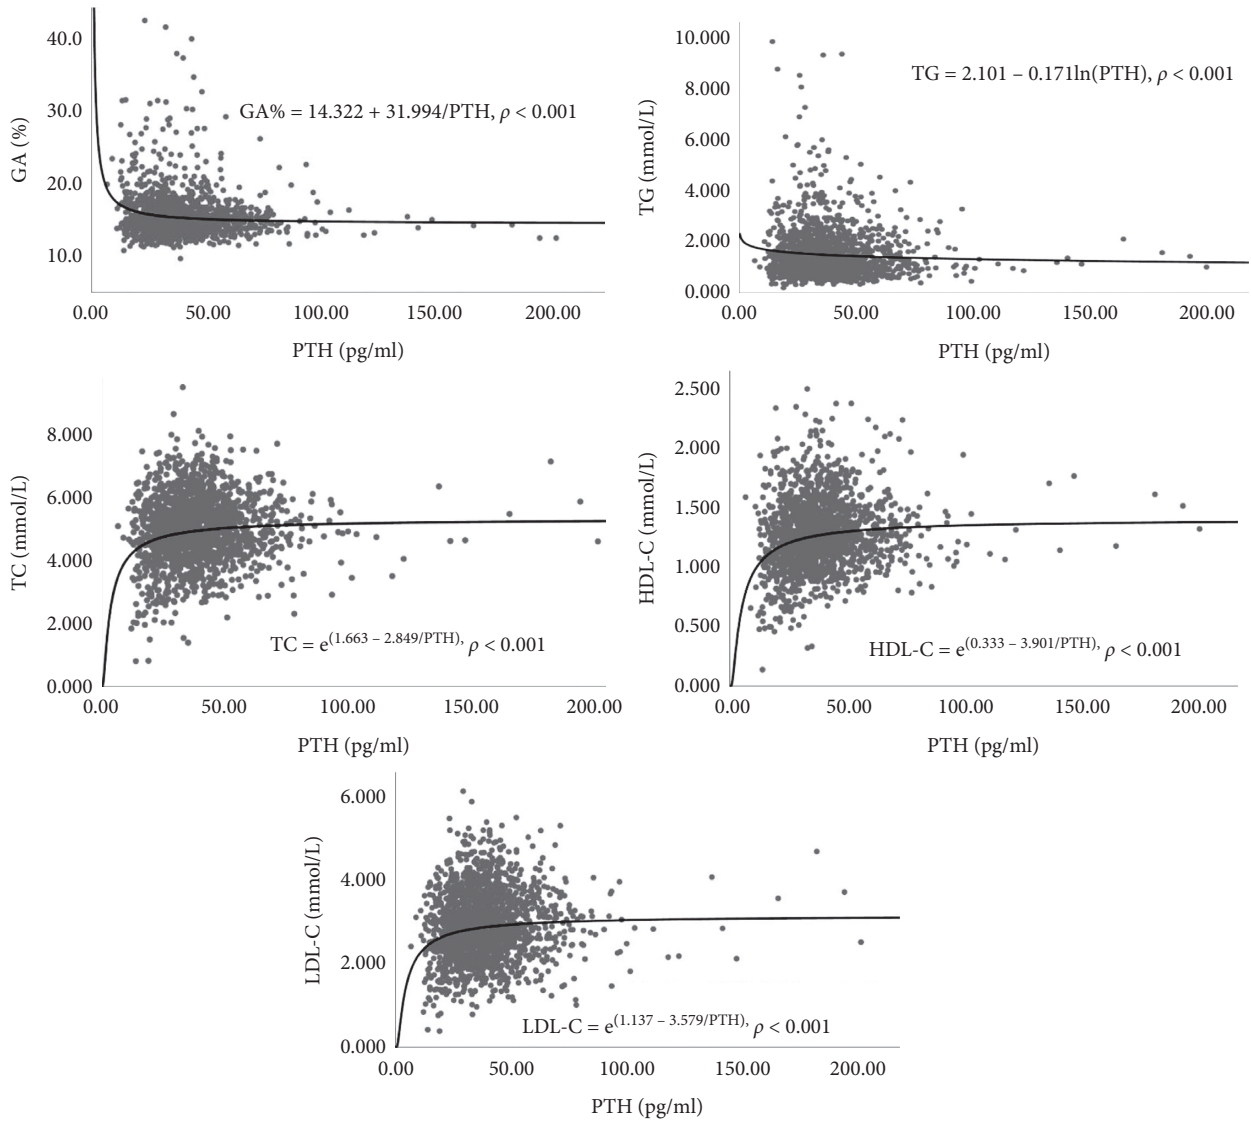 GA (%)
40.0
30.0
20.0
10.0
GA% = 14.322 + 31.994/PTH, ρ < 0.001
0.00 50.00 100.00 150.00 200.00
PTH (pg/ml)
TG (mmol/L)
10.000
8.000
6.000
4.000
2.000
0.000
TG = 2.101 – 0.171ln(PTH), ρ < 0.001
0.00 50.00 100.00 150.00 200.00
PTH (pg/ml)
TC (mmol/L)
8.000
6.000
4.000
2.000
0.000
TC = e(1.663 – 2.849/PTH), ρ < 0.001
0.00 50.00 100.00 150.00 200.00
PTH (pg/ml)
HDL-C (mmol/L)
2.500
2.000
1.500
1.000
0.500
0.000
HDL-C = e(0.333 – 3.901/PTH), ρ < 0.001
0.00 50.00 100.00 150.00 200.00
PTH (pg/ml)
LDL-C (mmol/L)
6.000
4.000
2.000
0.000
LDL-C = e(1.137 – 3.579/PTH), ρ < 0.001
0.00 50.00 100.00 150.00 200.00
PTH (pg/ml)